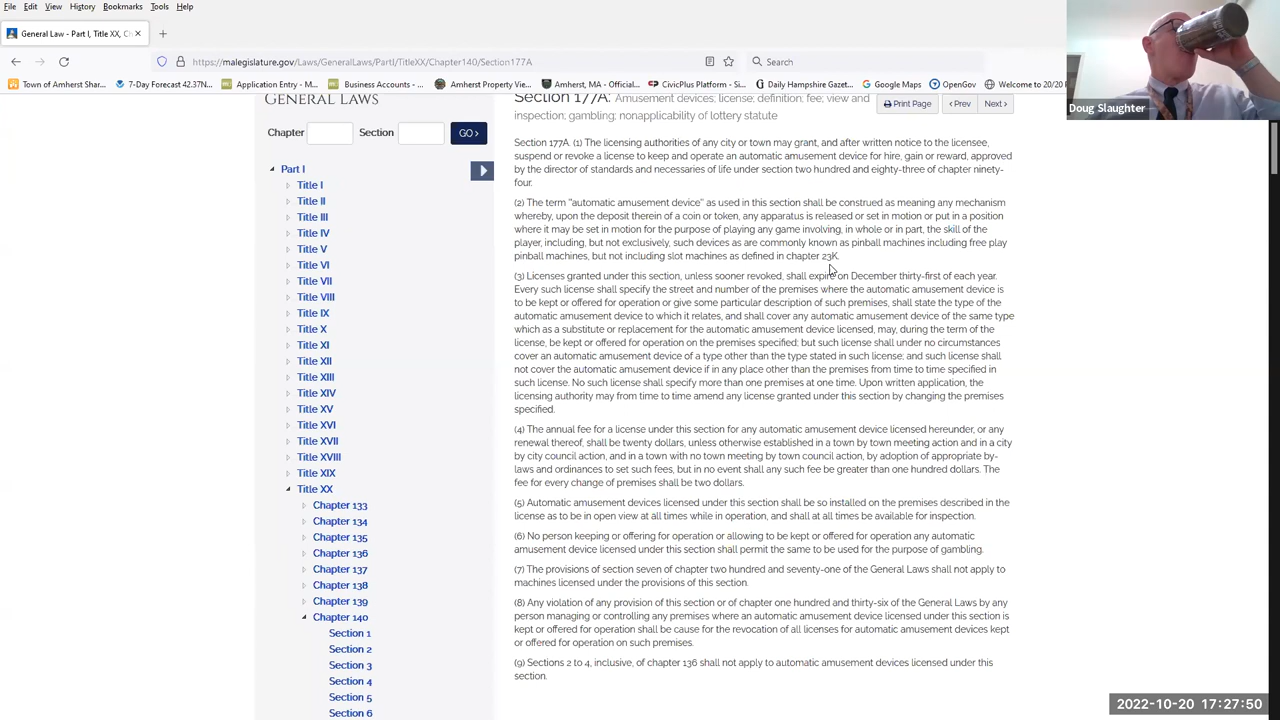 File Edit View History Bookmarks Tools Help
General Law - Part I, Title XX, Ch
https://malegislature.gov/Laws/GeneralLaws/PartI/TitleXX/Chapter140/Section177A
Search
Town of Amherst Shar...
7-Day Forecast 42.37N...
Application Entry - M...
Business Accounts - ...
Amherst Property Vie...
Amherst, MA - Official...
CivicPlus Platform - Si...
Daily Hampshire Gazet...
Google Maps
OpenGov
Welcome to 20/20 P
Doug Slaughter
GENERAL LAWS
Chapter Section GO ›
Part I
Title I
Title II
Title III
Title IV
Title V
Title VI
Title VII
Title VIII
Title IX
Title X
Title XI
Title XII
Title XIII
Title XIV
Title XV
Title XVI
Title XVII
Title XVIII
Title XIX
Title XX
Chapter 133
Chapter 134
Chapter 135
Chapter 136
Chapter 137
Chapter 138
Chapter 139
Chapter 140
Section 1
Section 2
Section 3
Section 4
Section 5
Section 6
Section 177A: Amusement devices; license; definition; fee; view and
inspection; gambling; nonapplicability of lottery statute
Print Page ‹ Prev Next ›
Section 177A. (1) The licensing authorities of any city or town may grant, and after written notice to the licensee,
suspend or revoke a license to keep and operate an automatic amusement device for hire, gain or reward, approved
by the director of standards and necessaries of life under section two hundred and eighty-three of chapter ninety-
four.
(2) The term "automatic amusement device" as used in this section shall be construed as meaning any mechanism
whereby, upon the deposit therein of a coin or token, any apparatus is released or set in motion or put in a position
where it may be set in motion for the purpose of playing any game involving, in whole or in part, the skill of the
player, including, but not exclusively, such devices as are commonly known as pinball machines including free play
pinball machines, but not including slot machines as defined in chapter 23K.
(3) Licenses granted under this section, unless sooner revoked, shall expire on December thirty-first of each year.
Every such license shall specify the street and number of the premises where the automatic amusement device is
to be kept or offered for operation or give some particular description of such premises, shall state the type of the
automatic amusement device to which it relates, and shall cover any automatic amusement device of the same type
which as a substitute or replacement for the automatic amusement device licensed, may, during the term of the
license, be kept or offered for operation on the premises specified; but such license shall under no circumstances
cover an automatic amusement device of a type other than the type stated in such license; and such license shall
not cover the automatic amusement device if in any place other than the premises from time to time specified in
such license. No such license shall specify more than one premises at one time. Upon written application, the
licensing authority may from time to time amend any license granted under this section by changing the premises
specified.
(4) The annual fee for a license under this section for any automatic amusement device licensed hereunder, or any
renewal thereof, shall be twenty dollars, unless otherwise established in a town by town meeting action and in a city
by city council action, and in a town with no town meeting by town council action, by adoption of appropriate by-
laws and ordinances to set such fees, but in no event shall any such fee be greater than one hundred dollars. The
fee for every change of premises shall be two dollars.
(5) Automatic amusement devices licensed under this section shall be so installed on the premises described in the
license as to be in open view at all times while in operation, and shall at all times be available for inspection.
(6) No person keeping or offering for operation or allowing to be kept or offered for operation any automatic
amusement device licensed under this section shall permit the same to be used for the purpose of gambling.
(7) The provisions of section seven of chapter two hundred and seventy-one of the General Laws shall not apply to
machines licensed under the provisions of this section.
(8) Any violation of any provision of this section or of chapter one hundred and thirty-six of the General Laws by any
person managing or controlling any premises where an automatic amusement device licensed under this section is
kept or offered for operation shall be cause for the revocation of all licenses for automatic amusement devices kept
or offered for operation on such premises.
(9) Sections 2 to 4, inclusive, of chapter 136 shall not apply to automatic amusement devices licensed under this
section.
2022-10-20 17:27:50